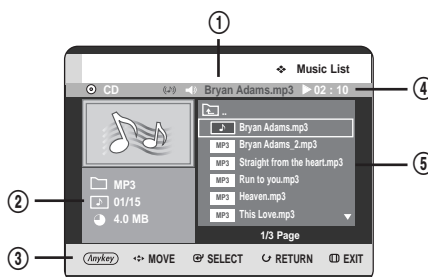 ①
❖ Music List
CD Bryan Adams.mp3 ▶02 : 10
④
..
Bryan Adams.mp3
MP3 Bryan Adams_2.mp3
MP3 Straight from the heart.mp3
⑤
MP3 Run to you.mp3
MP3 Heaven.mp3
MP3 This Love.mp3
MP3
② 01/15
4.0 MB
1/3 Page
③ Anykey MOVE SELECT RETURN EXIT